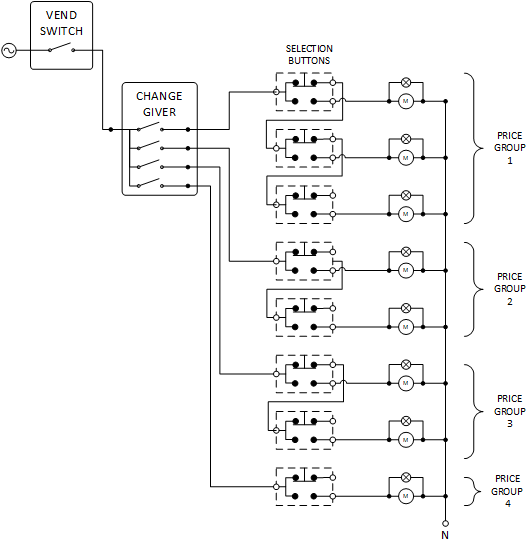 VEND
SWITCH
SELECTION
BUTTONS
CHANGE
GIVER
M
M
PRICE
GROUP
1
M
M
PRICE
GROUP
2
M
M
PRICE
GROUP
3
M
M
PRICE
GROUP
4
N